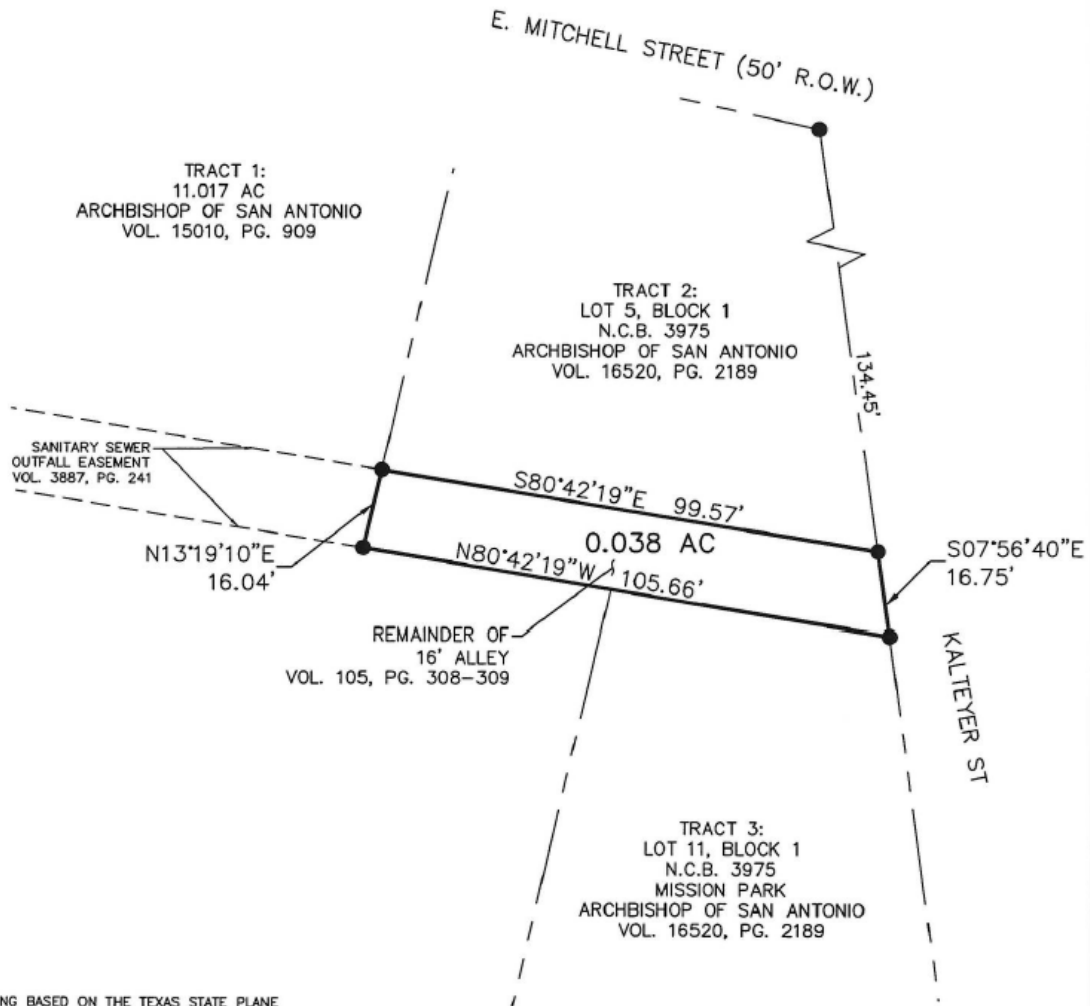 E. MITCHELL STREET (50' R.O.W.)
TRACT 1:
11.017 AC
ARCHBISHOP OF SAN ANTONIO
VOL. 15010, PG. 909
TRACT 2:
LOT 5, BLOCK 1
N.C.B. 3975
ARCHBISHOP OF SAN ANTONIO
VOL. 16520, PG. 2189
134.45'
SANITARY SEWER
OUTFALL EASEMENT
VOL. 3887, PG. 241
S80°42'19"E 99.57'
N13°19'10"E
16.04'
0.038 AC
S07°56'40"E
16.75'
N80°42'19"W 105.66'
REMAINDER OF
16' ALLEY
VOL. 105, PG. 308-309
KALTEYER ST
TRACT 3:
LOT 11, BLOCK 1
N.C.B. 3975
MISSION PARK
ARCHBISHOP OF SAN ANTONIO
VOL. 16520, PG. 2189
NG BASED ON THE TEXAS STATE PLANE